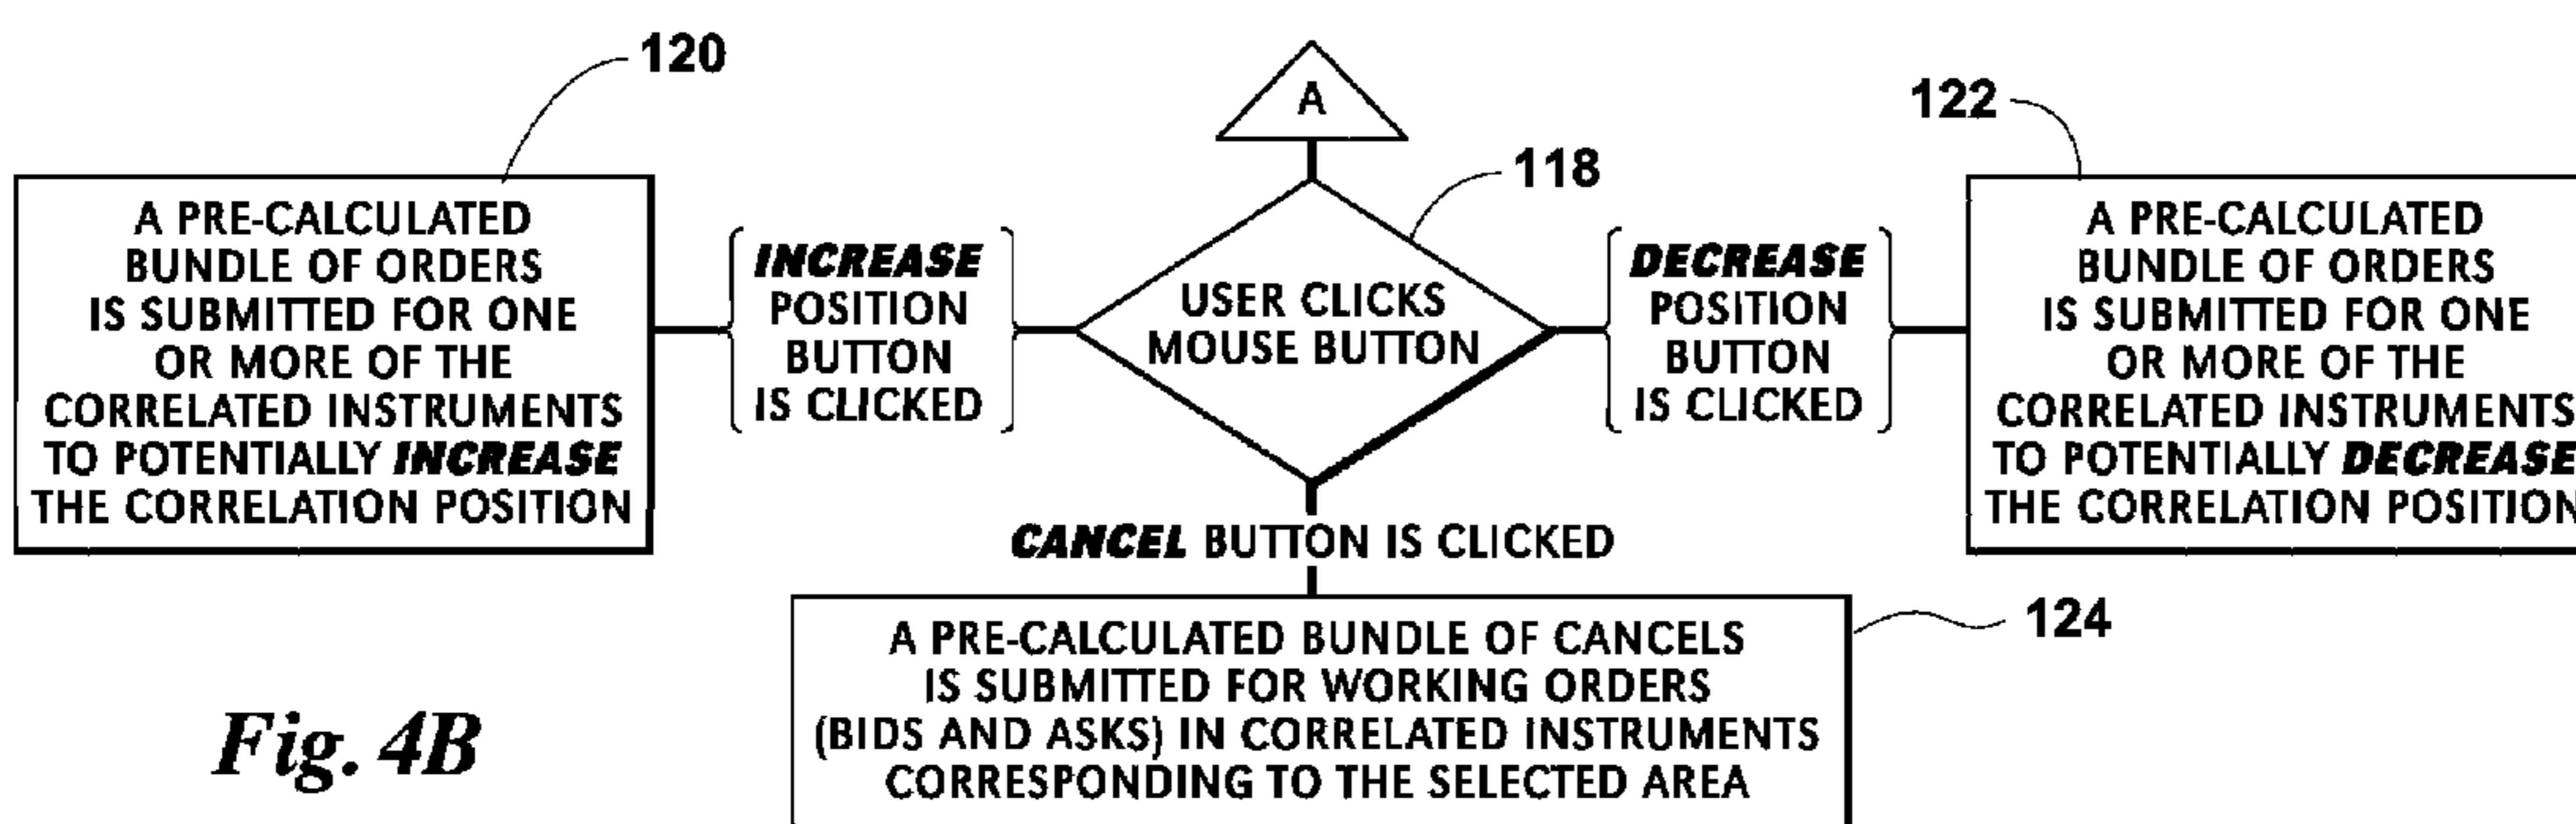 120
A PRE-CALCULATED
BUNDLE OF ORDERS
IS SUBMITTED FOR ONE
OR MORE OF THE
CORRELATED INSTRUMENTS
TO POTENTIALLY INCREASE
THE CORRELATION POSITION
INCREASE
POSITION
BUTTON
IS CLICKED
A
118
USER CLICKS
MOUSE BUTTON
DECREASE
POSITION
BUTTON
IS CLICKED
122
A PRE-CALCULATED
BUNDLE OF ORDERS
IS SUBMITTED FOR ONE
OR MORE OF THE
CORRELATED INSTRUMENTS
TO POTENTIALLY DECREASE
THE CORRELATION POSITION
CANCEL BUTTON IS CLICKED
124
A PRE-CALCULATED BUNDLE OF CANCELS
IS SUBMITTED FOR WORKING ORDERS
(BIDS AND ASKS) IN CORRELATED INSTRUMENTS
CORRESPONDING TO THE SELECTED AREA
Fig. 4B